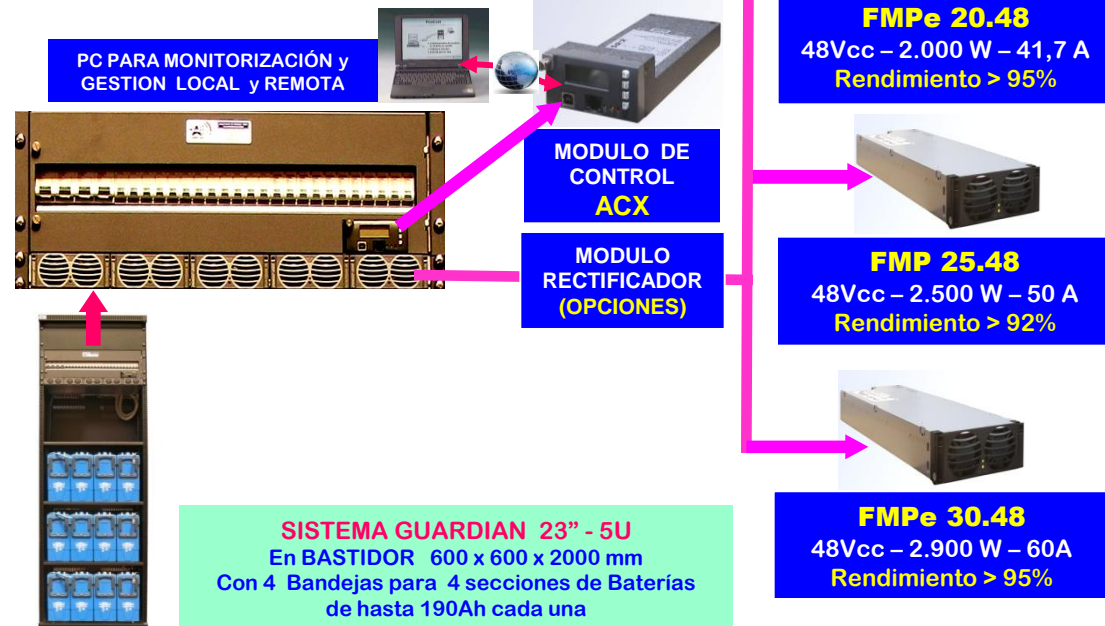 PC PARA MONITORIZACIÓN y
GESTION LOCAL y REMOTA
MODULO DE
CONTROL
ACX
MODULO
RECTIFICADOR
(OPCIONES)
FMPe 20.48
48Vcc – 2.000 W – 41,7 A
Rendimiento > 95%
FMP 25.48
48Vcc – 2.500 W – 50 A
Rendimiento > 92%
FMPe 30.48
48Vcc – 2.900 W – 60A
Rendimiento > 95%
SISTEMA GUARDIAN 23” - 5U
En BASTIDOR 600 x 600 x 2000 mm
Con 4 Bandejas para 4 secciones de Baterías
de hasta 190Ah cada una